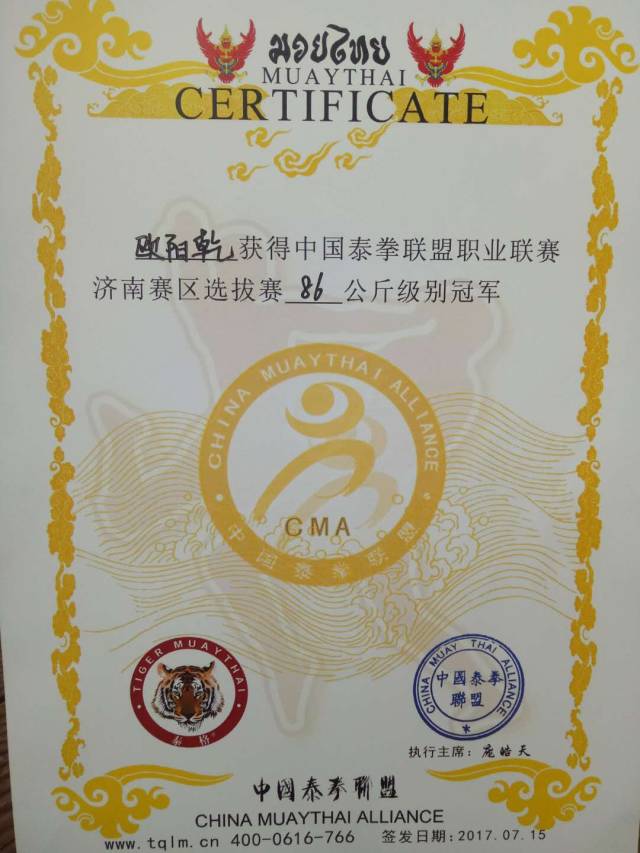 มวยไทย
MUAYTHAI
CERTIFICATE
欧阳乾获得中国泰拳联盟职业联赛
济南赛区选拔赛 86 公斤级别冠军
CHINA MUAYTHAI ALLIANCE
CMA
中国泰拳联盟
TIGER MUAYTHAI
泰格
CHINA MUAY THAI ALLIANCE
中國泰拳
聯盟
执行主席: 庞皓天
中國泰拳聯盟
CHINA MUAYTHAI ALLIANCE
www.tqlm.cn 400-0616-766 签发日期:2017.07.15